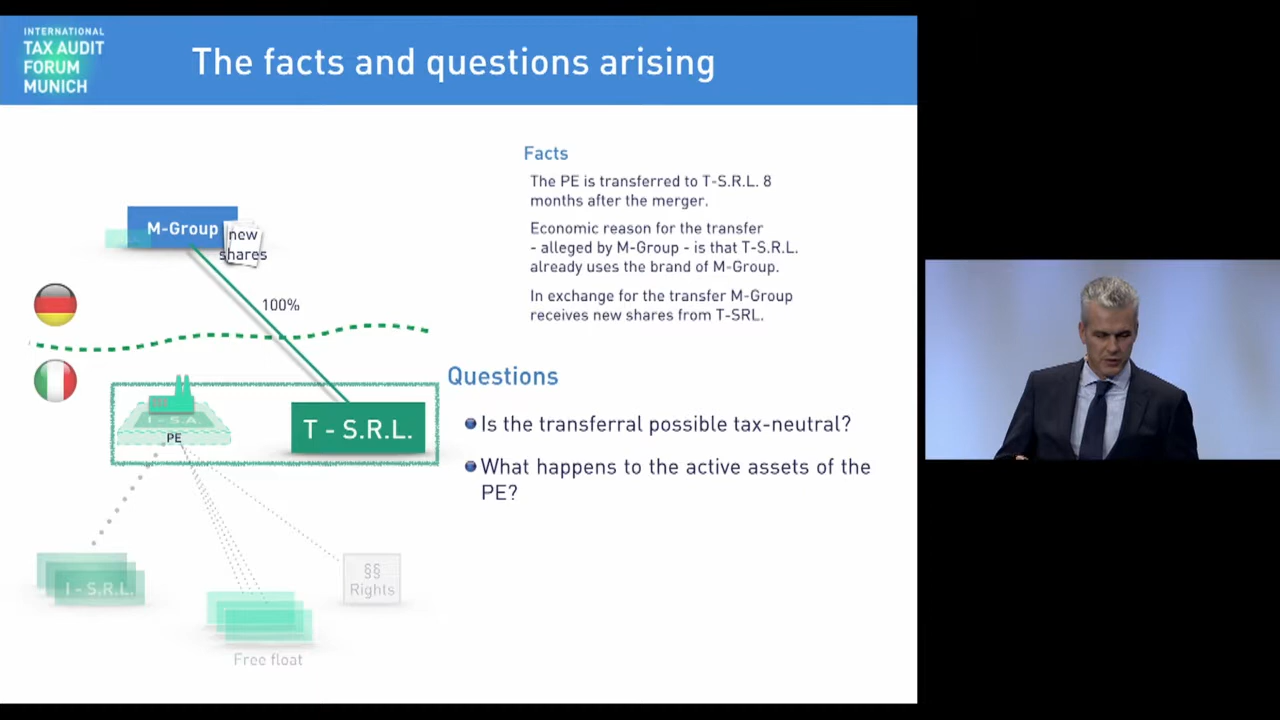 INTERNATIONAL
TAX AUDIT
FORUM
MUNICH
The facts and questions arising
Facts
The PE is transferred to T-S.R.L. 8
months after the merger.
Economic reason for the transfer
- alleged by M-Group - is that T-S.R.L.
already uses the brand of M-Group.
In exchange for the transfer M-Group
receives new shares from T-SRL.
M-Group
new
shares
100%
Questions
Is the transferral possible tax-neutral?
What happens to the active assets of the
PE?
I - S.A.
PE
T - S.R.L.
I - S.R.L.
§§
Rights
Free float